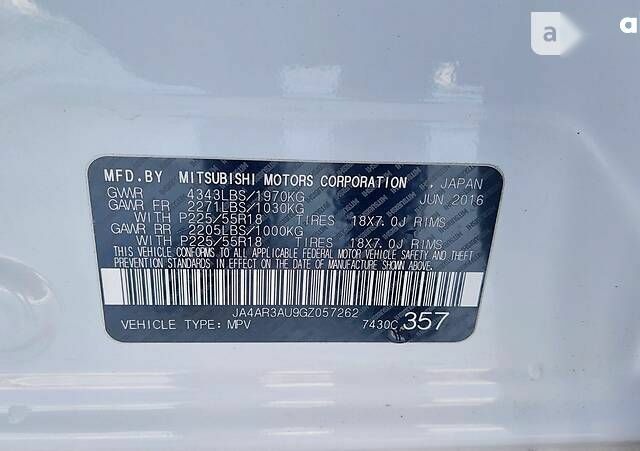 a
a
MFD.BY MITSUBISHI MOTORS CORPORATION , JAPAN
GVWR 4343LBS/1970KG JUN.2016
GAWR FR 2271LBS/1030KG
WITH P225/55R18 TIRES 18X7.0J RIMS
GAWR RR 2205LBS/1000KG
WITH P225/55R18 TIRES 18X7.0J RIMS
THIS VEHICLE CONFORMS TO ALL APPLICABLE FEDERAL MOTOR VEHICLE SAFETY AND
THEFT PREVENTION STANDARDS IN EFFECT ON THE DATE OF MANUFACTURE SHOWN ABOVE.
JA4AR3AU9GZ057262
VEHICLE TYPE: MPV 7430C 357